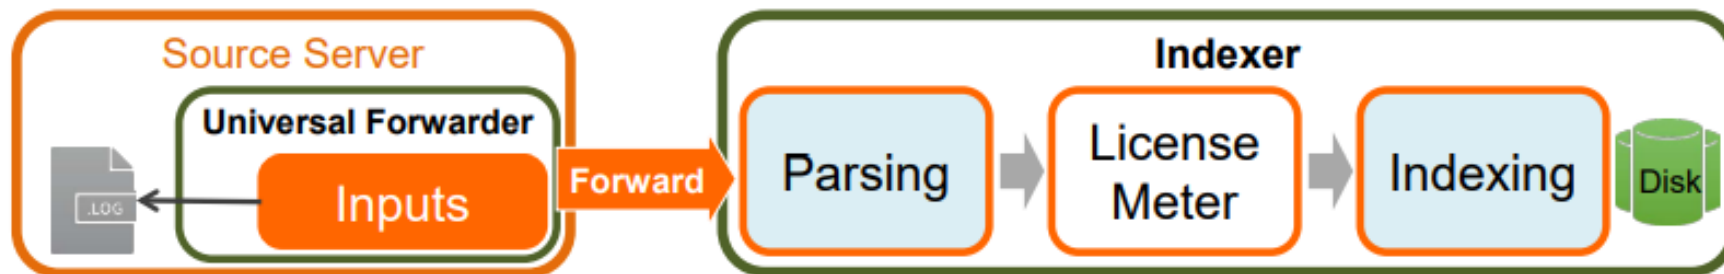 Source Server
Universal Forwarder
.LOG
Inputs
Forward
Indexer
Parsing
License
Meter
Indexing
Disk